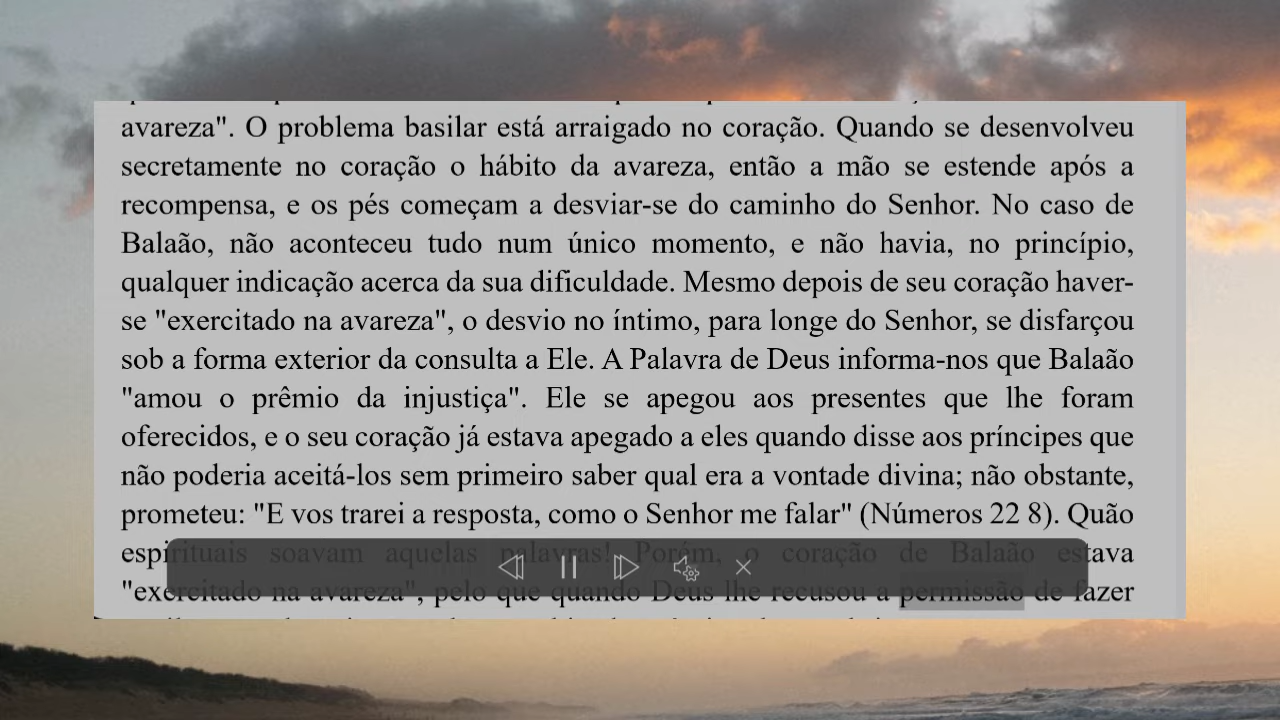 avareza". O problema basilar está arraigado no coração. Quando se desenvolveu
secretamente no coração o hábito da avareza, então a mão se estende após a
recompensa, e os pés começam a desviar-se do caminho do Senhor. No caso de
Balaão, não aconteceu tudo num único momento, e não havia, no princípio,
qualquer indicação acerca da sua dificuldade. Mesmo depois de seu coração haver-
se "exercitado na avareza", o desvio no íntimo, para longe do Senhor, se disfarçou
sob a forma exterior da consulta a Ele. A Palavra de Deus informa-nos que Balaão
"amou o prêmio da injustiça". Ele se apegou aos presentes que lhe foram
oferecidos, e o seu coração já estava apegado a eles quando disse aos príncipes que
não poderia aceitá-los sem primeiro saber qual era a vontade divina; não obstante,
prometeu: "E vos trarei a resposta, como o Senhor me falar" (Números 22 8). Quão
espirituais soavam aquelas palavras! Porém, o coração de Balaão estava
"exercitado na avareza", pelo que quando Deus lhe recusou a permissão de fazer